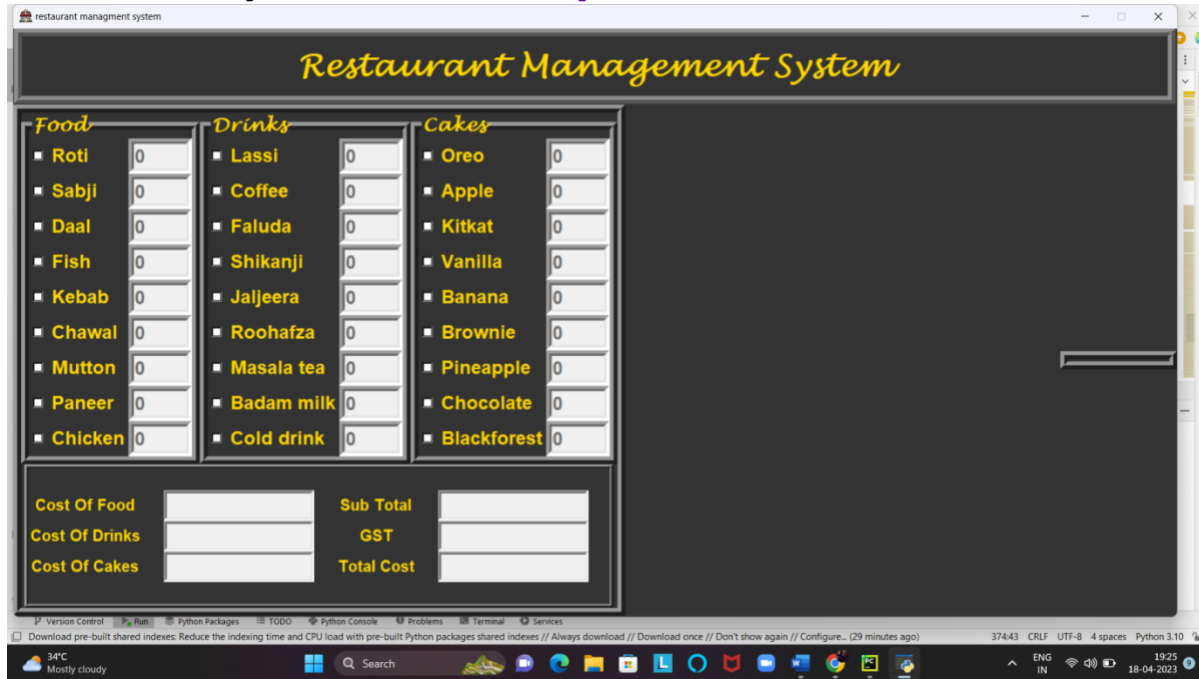 restaurant managment system
Restaurant Management System
Food Drinks Cakes
Roti 0 Lassi 0 Oreo 0
Sabji 0 Coffee 0 Apple 0
Daal 0 Faluda 0 Kitkat 0
Fish 0 Shikanji 0 Vanilla 0
Kebab 0 Jaljeera 0 Banana 0
Chawal 0 Roohafza 0 Brownie 0
Mutton 0 Masala tea 0 Pineapple 0
Paneer 0 Badam milk 0 Chocolate 0
Chicken 0 Cold drink 0 Blackforest 0
Cost Of Food Sub Total
Cost Of Drinks GST
Cost Of Cakes Total Cost
Version Control Run Python Packages TODO Python Console Problems Terminal Services
Download pre-built shared indexes: Reduce the indexing time and CPU load with pre-built Python packages shared indexes // Always download // Download once // Don't show again // Configure... (29 minutes ago) 374:43 CRLF UTF-8 4 spaces Python 3.10
34°C Search ENG 19:25
Mostly cloudy IN 18-04-2023